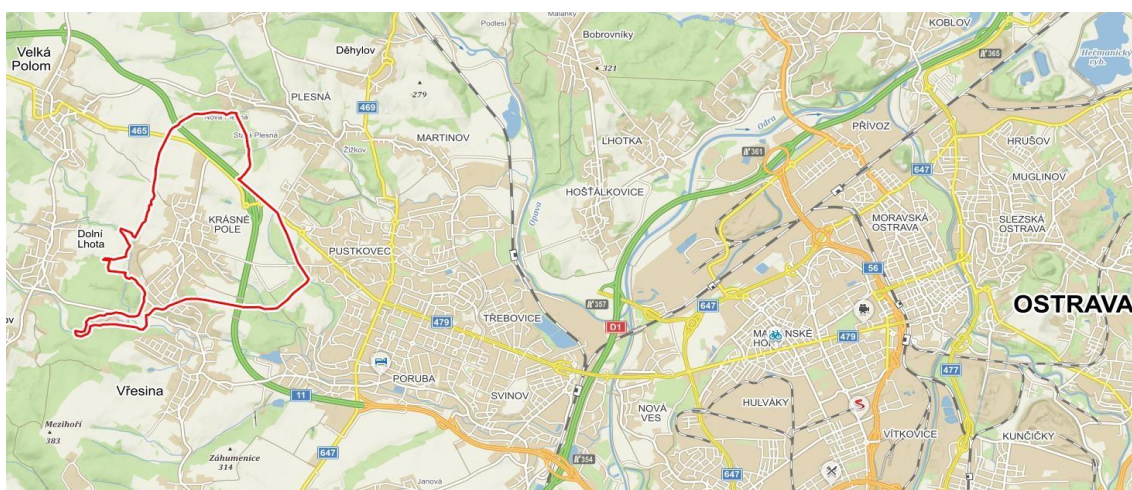 Podlesí
KOBLOV
Velká
Polom
Děhylov
Bobrovníky
365
Heřmanický
ryb.
321
279
PLESNÁ
469
MARTINOV
Odra
PŘÍVOZ
465
Nová Plesná
Stará Plesná
Žižkov
LHOTKA
361
HRUŠOV
647
MUGLINOV
HOŠŤÁLKOVICE
Opava
Dolní
Lhota
KRÁSNÉ
POLE
PUSTKOVEC
MORAVSKÁ
OSTRAVA
SLEZSKÁ
OSTRAVA
56
357
647
OSTRAVA
479
TŘEBOVICE
D1
479
477
PORUBA
Vřesina
11
SVINOV
NOVÁ
VES
HULVÁKY
Mezihoří
383
VÍTKOVICE
KUNČIČKY
647
Záhumenice
314
354
Janová